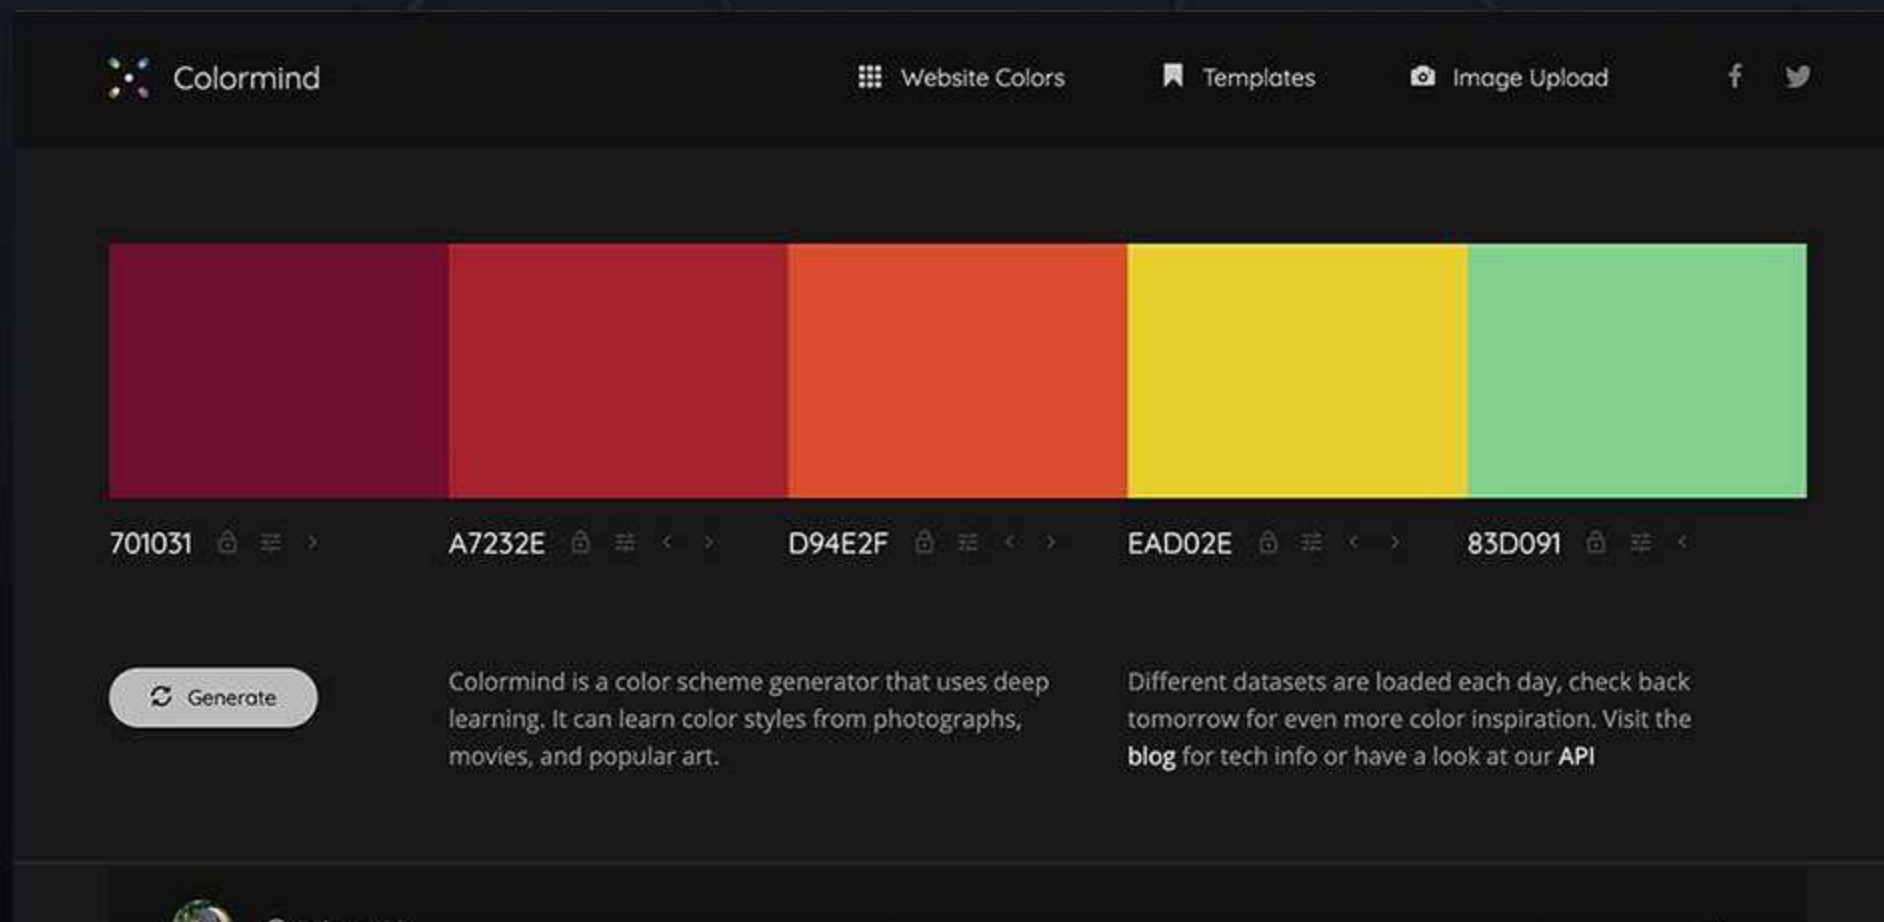 Colormind
Website Colors
Templates
Image Upload
701031
A7232E
D94E2F
EAD02E
83D091
Generate
Colormind is a color scheme generator that uses deep
learning. It can learn color styles from photographs,
movies, and popular art.
Different datasets are loaded each day, check back
tomorrow for even more color inspiration. Visit the
blog for tech info or have a look at our API